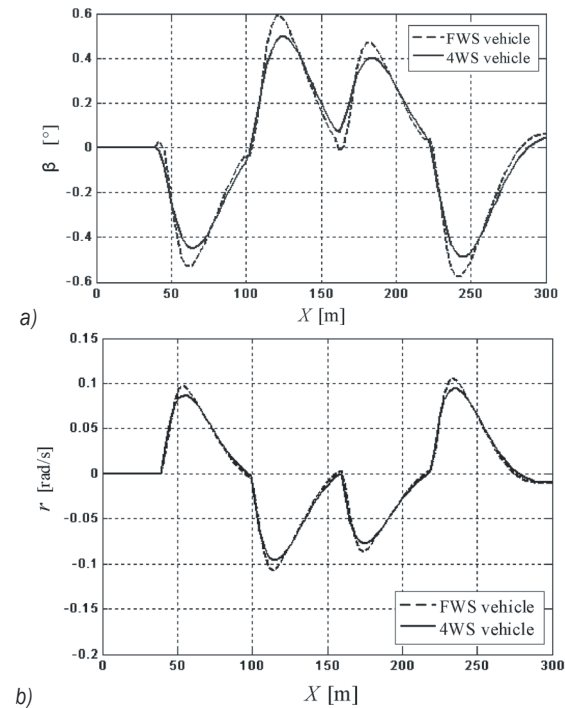 0.6
0.4
0.2
0
-0.2
-0.4
-0.6
β [°]
FWS vehicle
4WS vehicle
0 50 100 150 200 250 300
X [m]
a)
0.15
0.1
0.05
0
-0.05
-0.1
-0.15
-0.2
r [rad/s]
FWS vehicle
4WS vehicle
0 50 100 150 200 250 300
X [m]
b)